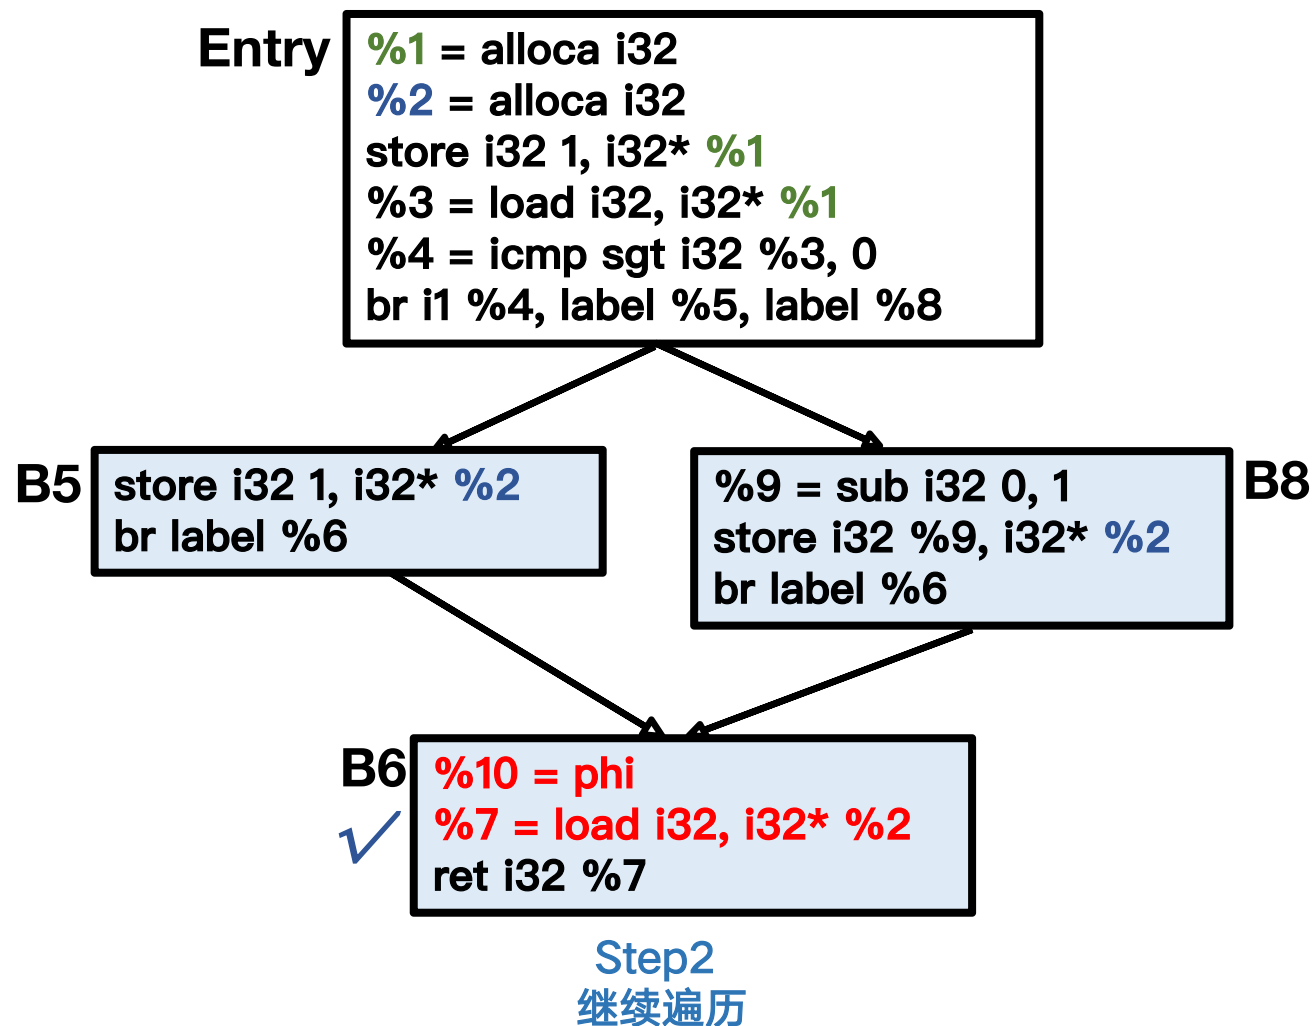 Entry
%1 = alloca i32
%2 = alloca i32
store i32 1, i32* %1
%3 = load i32, i32* %1
%4 = icmp sgt i32 %3, 0
br i1 %4, label %5, label %8
B5
store i32 1, i32* %2
br label %6
B8
%9 = sub i32 0, 1
store i32 %9, i32* %2
br label %6
B6
%10 = phi
%7 = load i32, i32* %2
ret i32 %7
Step2
继续遍历